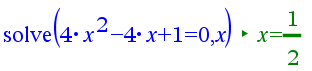 solve(4·x²−4·x+1=0,x) ▸ x=1/2